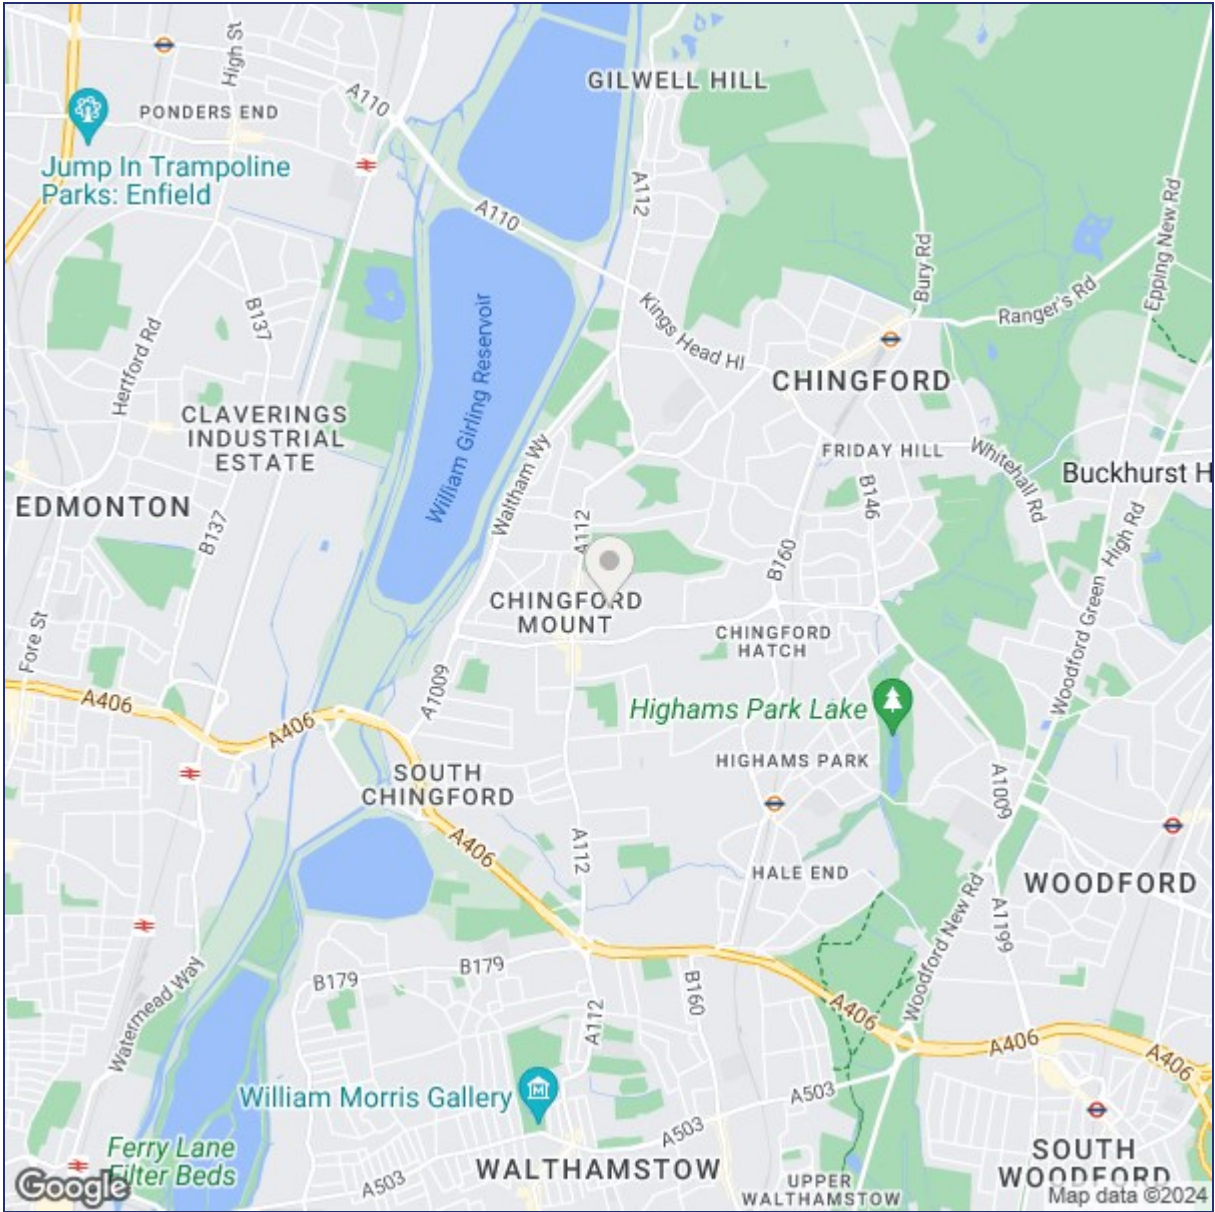 GILWELL HILL
High St
A110
PONDERS END
Jump In Trampoline
Parks: Enfield
A112
A110
Epping New Rd
Bury Rd
Ranger's Rd
B137
Hertford Rd
William Girling Reservoir
Kings Head Hl
CHINGFORD
CLAVERINGS
INDUSTRIAL
ESTATE
Waltham Wy
FRIDAY HILL
Whitehall Rd
Buckhurst H
EDMONTON
B137
A112
B146
High Rd
B160
CHINGFORD
MOUNT
CHINGFORD
HATCH
Woodford Green
Fore St
A406
A406
A1009
Highams Park Lake
HIGHAMS PARK
SOUTH
CHINGFORD
A1009
A406
A112
HALE END
WOODFORD
Woodford New Rd
A1199
B179
B179
B160
Watermead Way
A112
A406
A406
A406
William Morris Gallery
M
A503
A503
Ferry Lane
Filter Beds
A503
WALTHAMSTOW
UPPER
WALTHAMSTOW
SOUTH
WOODFORD
Google
Map data ©2024